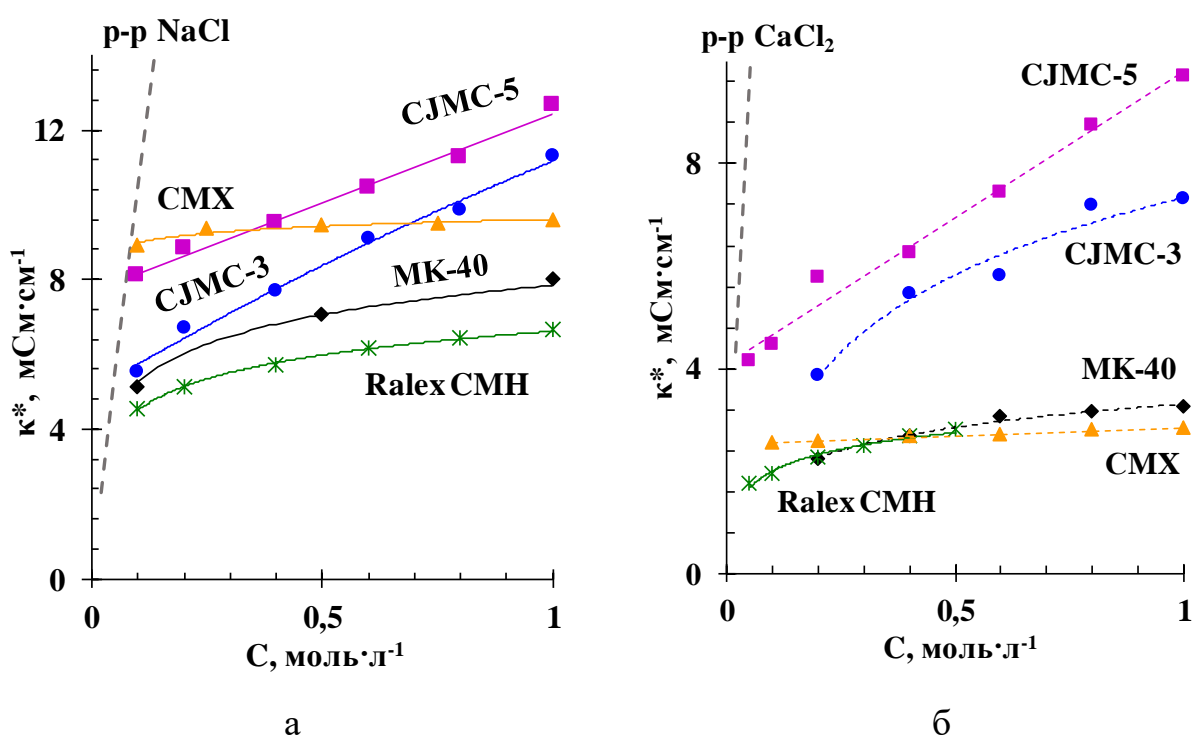 р-р NaCl
CJMC-5
CMX
CJMC-3
MK-40
Ralex CMH
12
8
4
0
к*, мСм·см⁻¹
0
0,5
1
С, моль·л⁻¹
а
р-р CaCl₂
CJMC-5
CJMC-3
MK-40
CMX
Ralex CMH
8
4
0
к*, мСм·см⁻¹
0
0,5
1
С, моль·л⁻¹
б